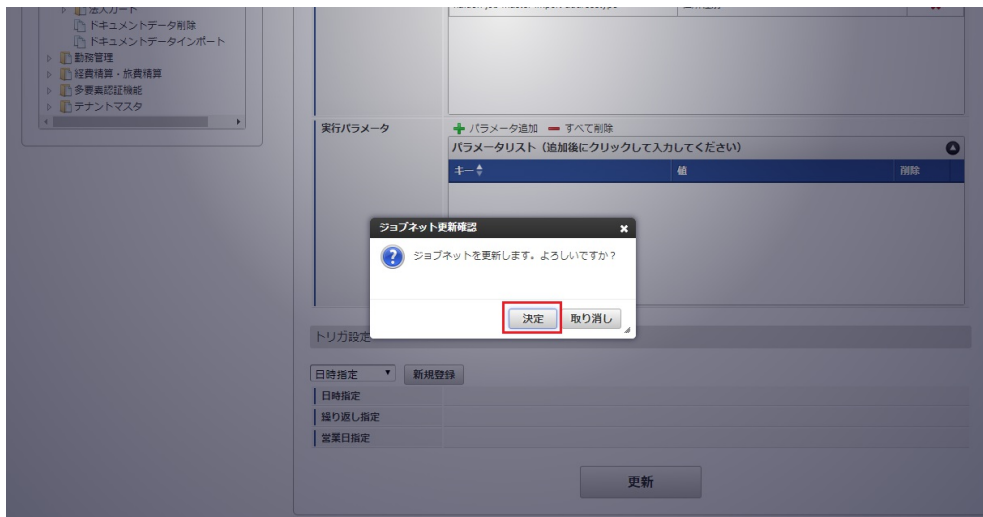 法人カード
ドキュメントデータ削除
ドキュメントデータインポート
勤務管理
経費精算・旅費精算
多要素認証機能
テナントマスタ
実行パラメータ
パラメータ追加 すべて削除
パラメータリスト（追加後にクリックして入力してください）
キー 値 削除
ジョブネット更新確認
ジョブネットを更新します。よろしいですか？
決定 取り消し
トリガ設定
日時指定 新規登録
日時指定
繰り返し指定
営業日指定
更新